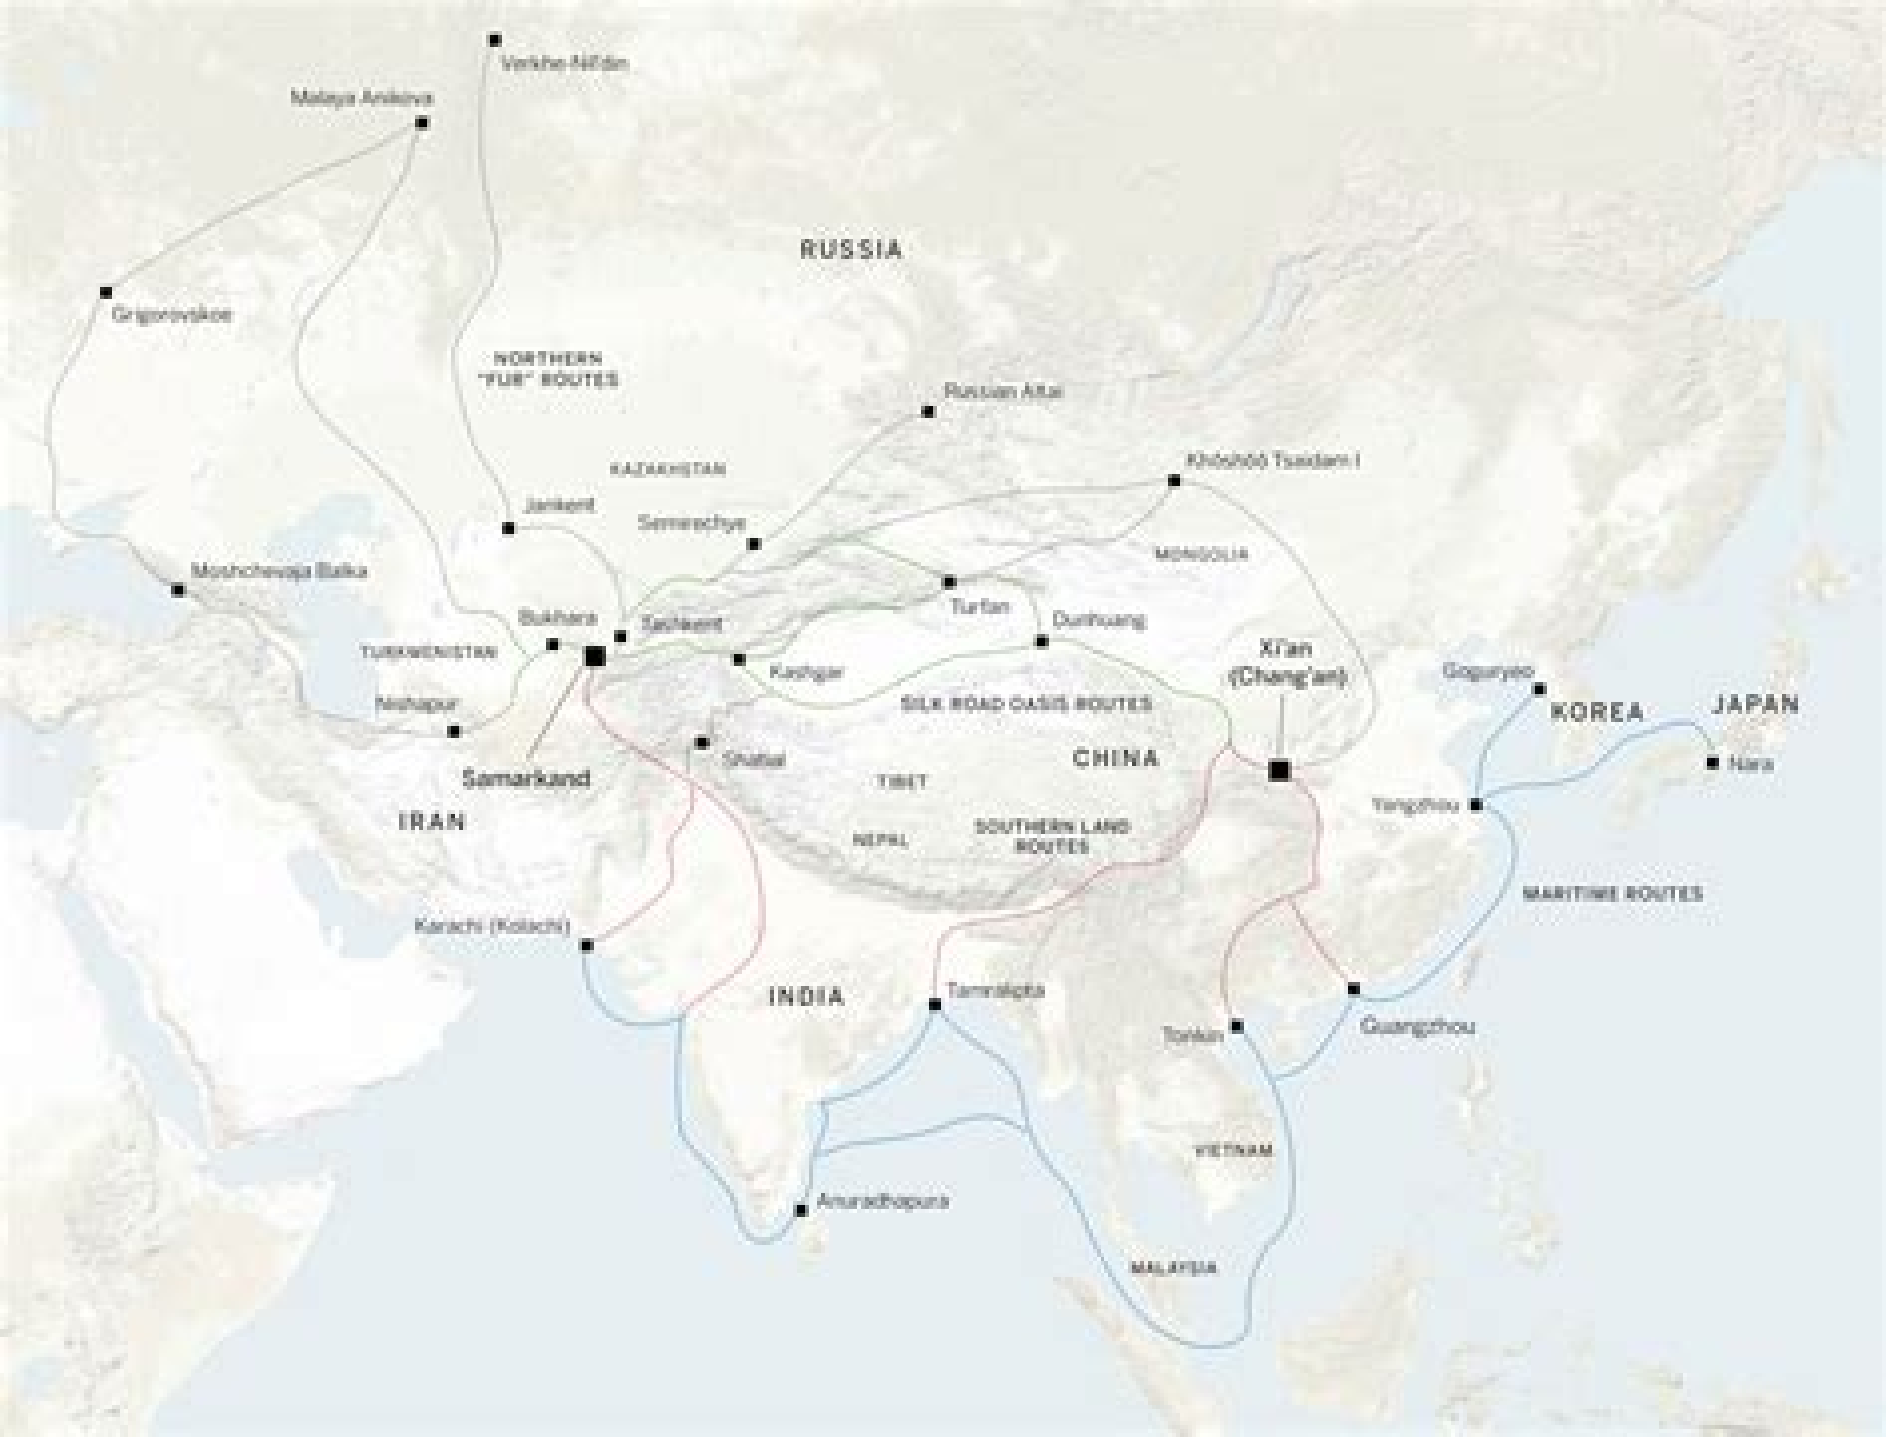 Verkhe-Nil'din
Malaya Anikova
RUSSIA
Grigorovskoe
NORTHERN
"FUR" ROUTES
Russian Altai
Khöshöö Tsaidam I
KAZAKHSTAN
Jankent
Semirechye
MONGOLIA
Moshchevaja Balka
Bukhara
Tashkent
Turfan
Dunhuang
TURKMENISTAN
Kashgar
Xi'an
(Chang'an)
Goguryeo
KOREA
JAPAN
Nishapur
SILK ROAD OASIS ROUTES
Shatial
CHINA
Nara
Samarkand
TIBET
Yangzhou
IRAN
NEPAL
SOUTHERN LAND
ROUTES
MARITIME ROUTES
Karachi (Kolachi)
INDIA
Tamralipta
Tonkin
Guangzhou
VIETNAM
Anuradhapura
MALAYSIA